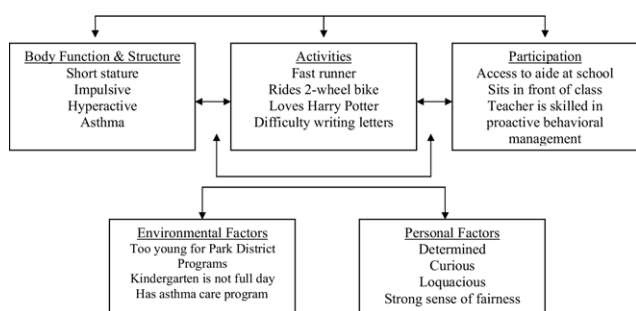 Body Function & Structure
Short stature
Impulsive
Hyperactive
Asthma
Activities
Fast runner
Rides 2-wheel bike
Loves Harry Potter
Difficulty writing letters
Participation
Access to aide at school
Sits in front of class
Teacher is skilled in
proactive behavioral
management
Environmental Factors
Too young for Park District
Programs
Kindergarten is not full day
Has asthma care program
Personal Factors
Determined
Curious
Loquacious
Strong sense of fairness